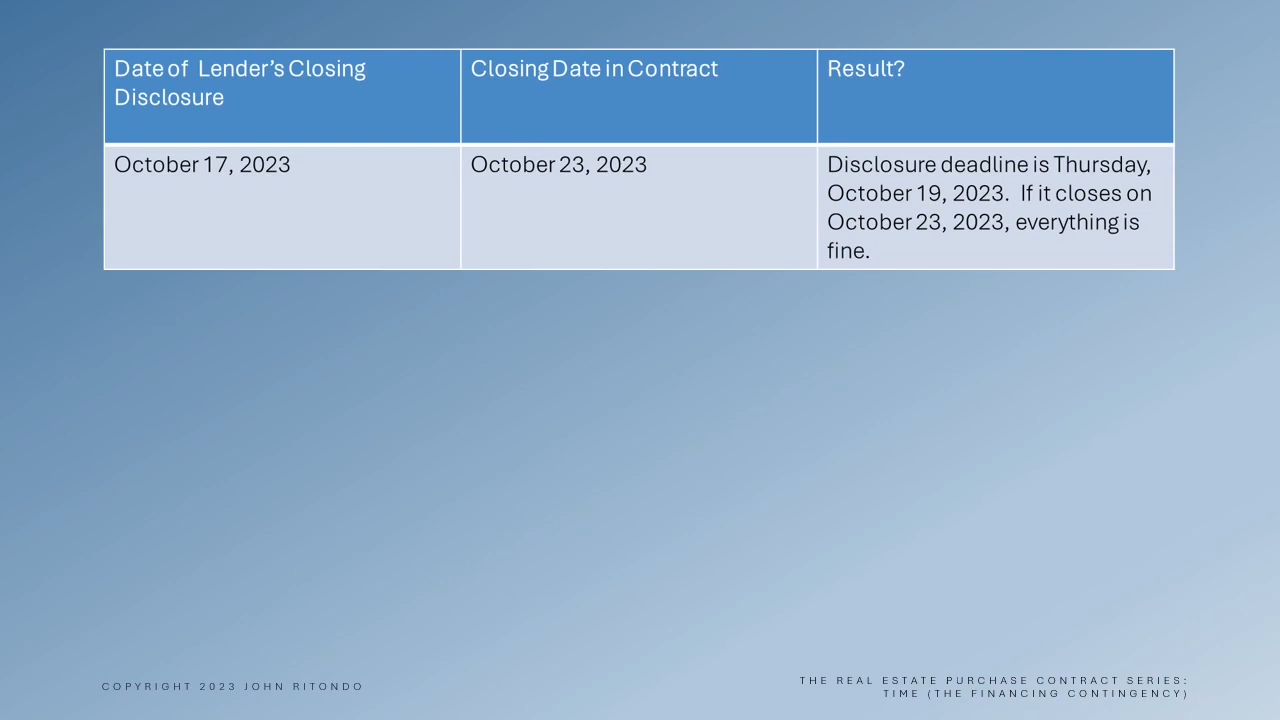 Date of Lender’s Closing
Disclosure
Closing Date in Contract
Result?
October 17, 2023
October 23, 2023
Disclosure deadline is Thursday,
October 19, 2023. If it closes on
October 23, 2023, everything is
fine.
COPYRIGHT 2023 JOHN RITONDO
THE REAL ESTATE PURCHASE CONTRACT SERIES:
TIME (THE FINANCING CONTINGENCY)